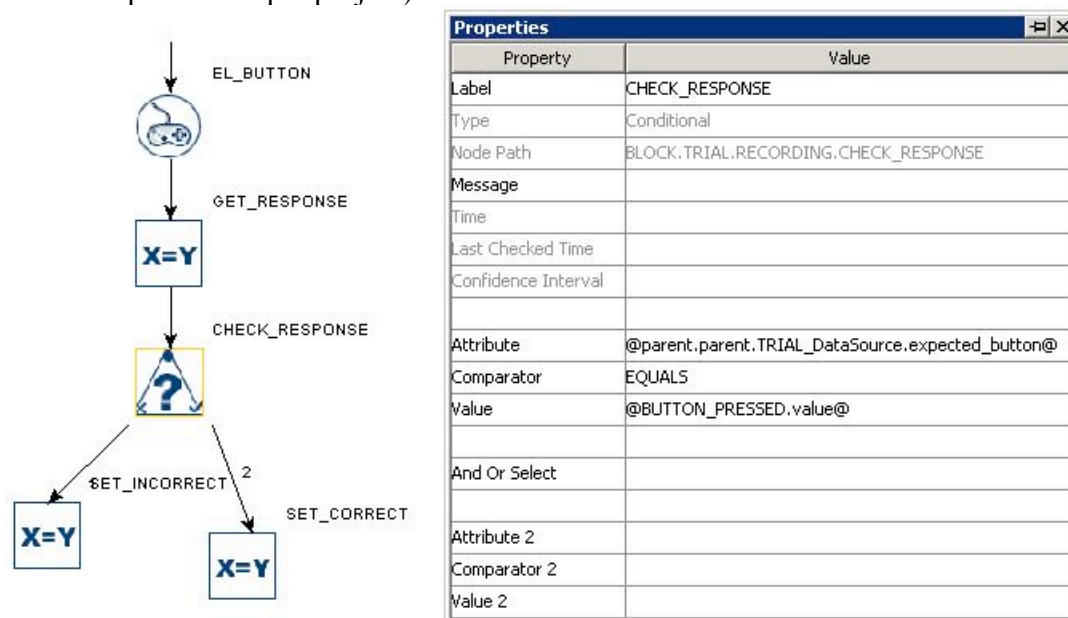 EL_BUTTON
GET_RESPONSE
X=Y
CHECK_RESPONSE
?
SET_INCORRECT
2
SET_CORRECT
X=Y
X=Y
Properties
Property Value
Label CHECK_RESPONSE
Type Conditional
Node Path BLOCK.TRIAL.RECORDING.CHECK_RESPONSE
Message
Time
Last Checked Time
Confidence Interval
Attribute @parent.parent.TRIAL_DataSource.expected_button@
Comparator EQUALS
Value @BUTTON_PRESSED.value@
And Or Select
Attribute 2
Comparator 2
Value 2